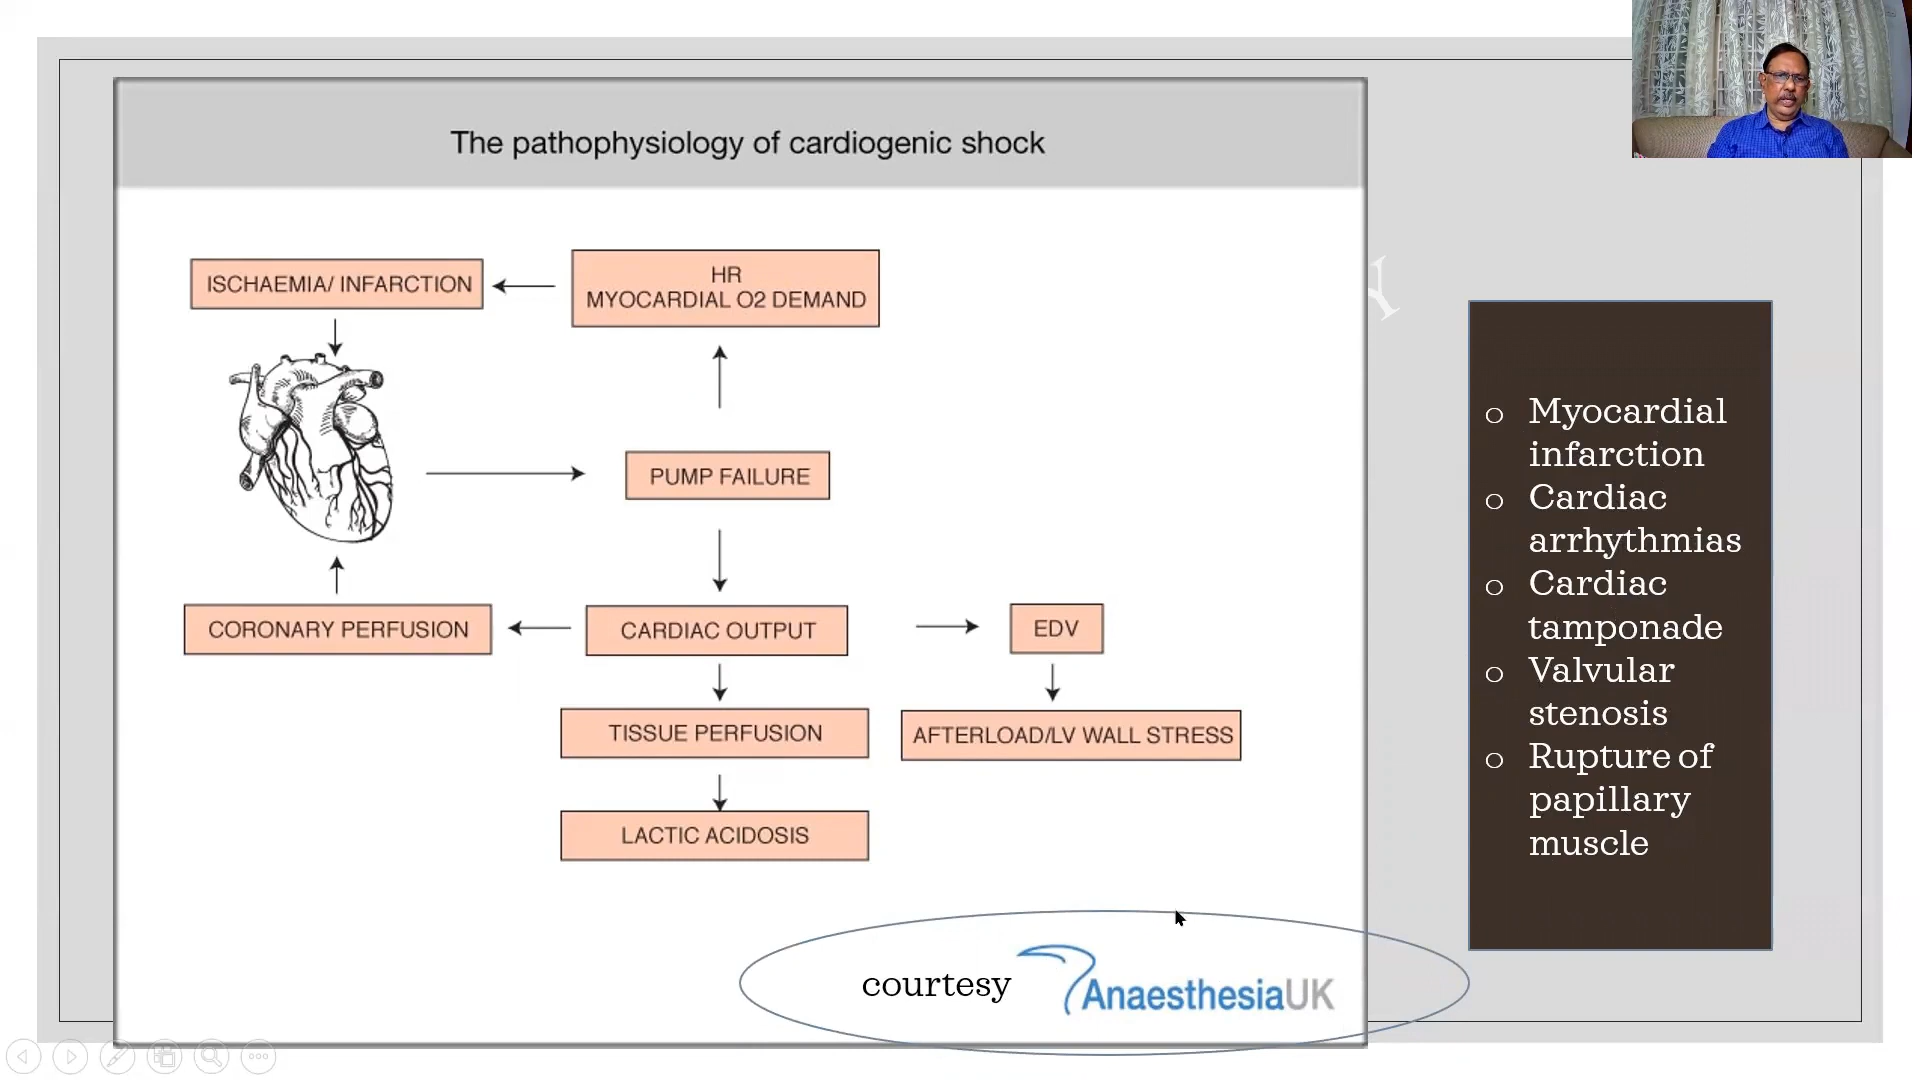 The pathophysiology of cardiogenic shock
ISCHAEMIA/ INFARCTION
HR
MYOCARDIAL O2 DEMAND
PUMP FAILURE
CORONARY PERFUSION
CARDIAC OUTPUT
EDV
TISSUE PERFUSION
AFTERLOAD/LV WALL STRESS
LACTIC ACIDOSIS
courtesy AnaesthesiaUK
Y
o Myocardial
infarction
o Cardiac
arrhythmias
o Cardiac
tamponade
o Valvular
stenosis
o Rupture of
papillary
muscle